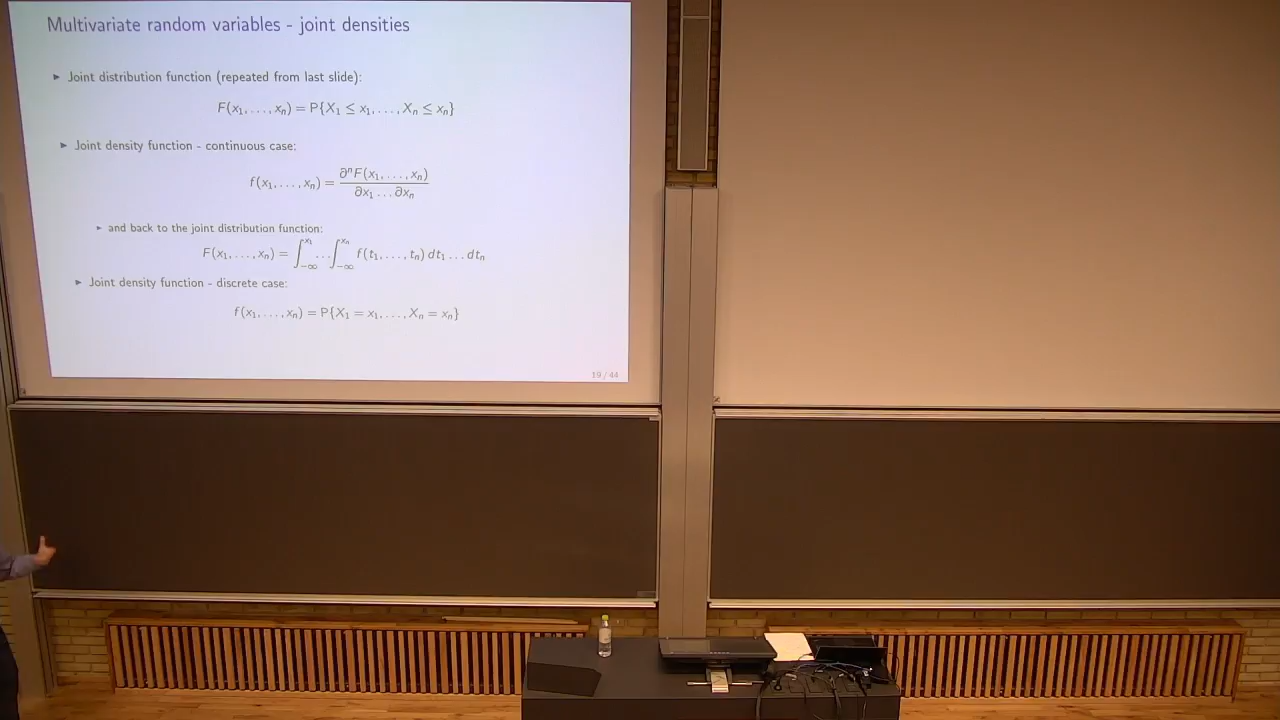 Multivariate random variables - joint densities
▶ Joint distribution function (repeated from last slide):
F(x₁, . . . , xₙ) = P{X₁ ≤ x₁, . . . , Xₙ ≤ xₙ}
▶ Joint density function - continuous case:
f(x₁, . . . , xₙ) = ∂ⁿF(x₁, . . . , xₙ) / ∂x₁ . . . ∂xₙ
▶ and back to the joint distribution function:
F(x₁, . . . , xₙ) = ∫_{-∞}^{x₁} . . . ∫_{-∞}^{xₙ} f(t₁, . . . , tₙ) dt₁ . . . dtₙ
▶ Joint density function - discrete case:
f(x₁, . . . , xₙ) = P{X₁ = x₁, . . . , Xₙ = xₙ}
19 / 44